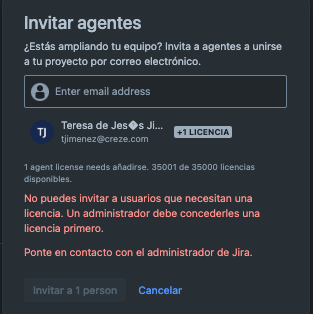 Invitar agentes
¿Estás ampliando tu equipo? Invita a agentes a unirse
a tu proyecto por correo electrónico.
Enter email address
TJ
Teresa de Jes�s Ji...
+1 LICENCIA
tjimenez@creze.com
1 agent license needs añadirse. 35001 de 35000 licencias
disponibles.
No puedes invitar a usuarios que necesitan una
licencia. Un administrador debe concederles una
licencia primero.
Ponte en contacto con el administrador de Jira.
Invitar a 1 person
Cancelar